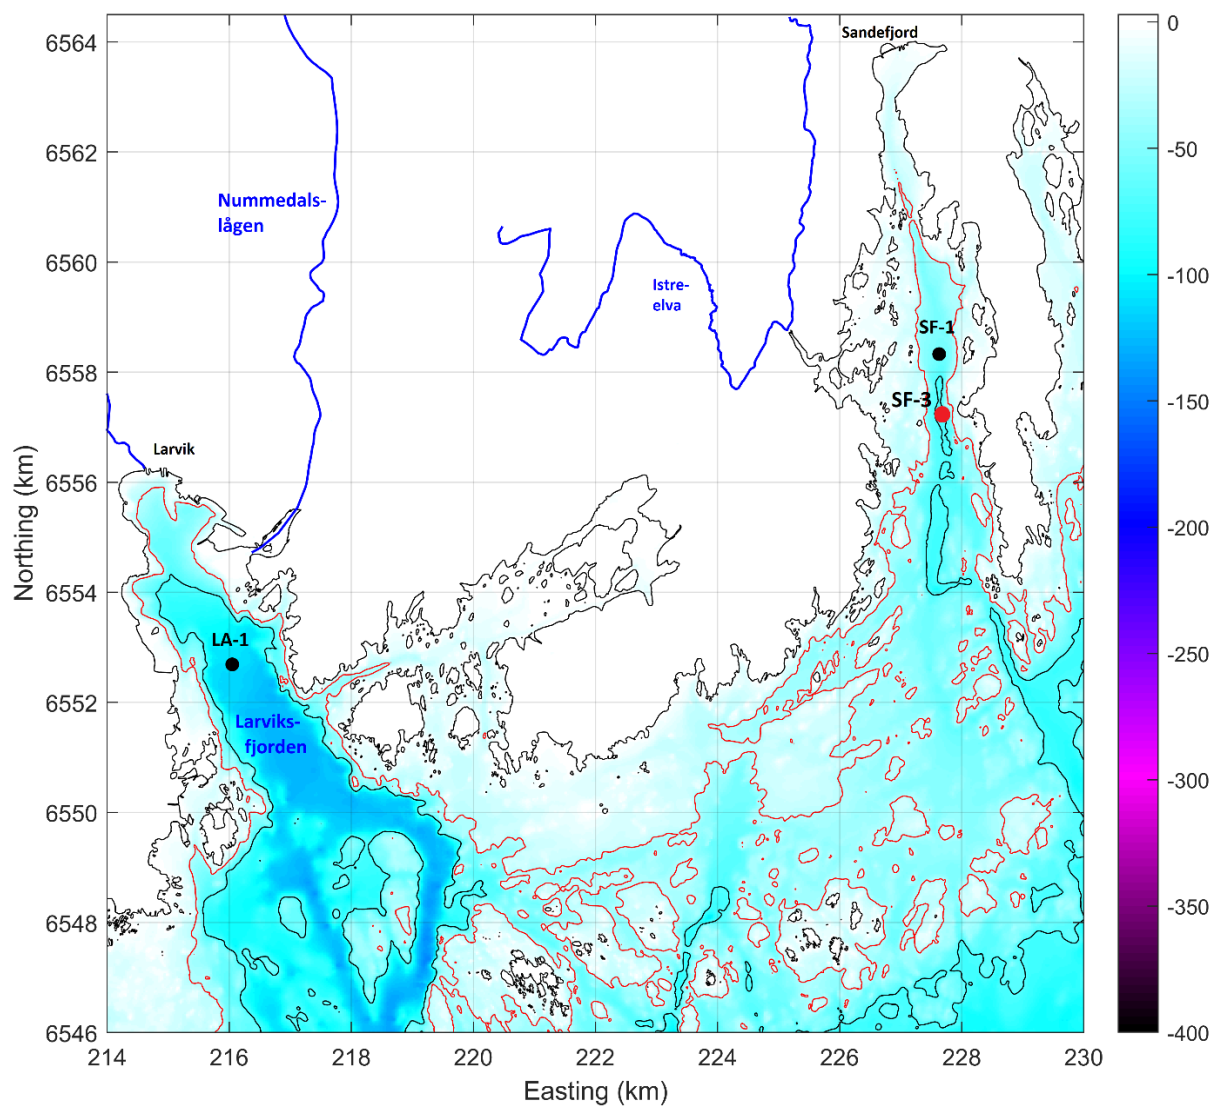 6564
6562
6560
6558
6556
6554
6552
6550
6548
6546
Northing (km)
Sandefjord
Nummedals-
lågen
Istre-
elva
SF-1
SF-3
Larvik
LA-1
Larviks-
fjorden
214
216
218
220
222
224
226
228
230
Easting (km)
0
-50
-100
-150
-200
-250
-300
-350
-400